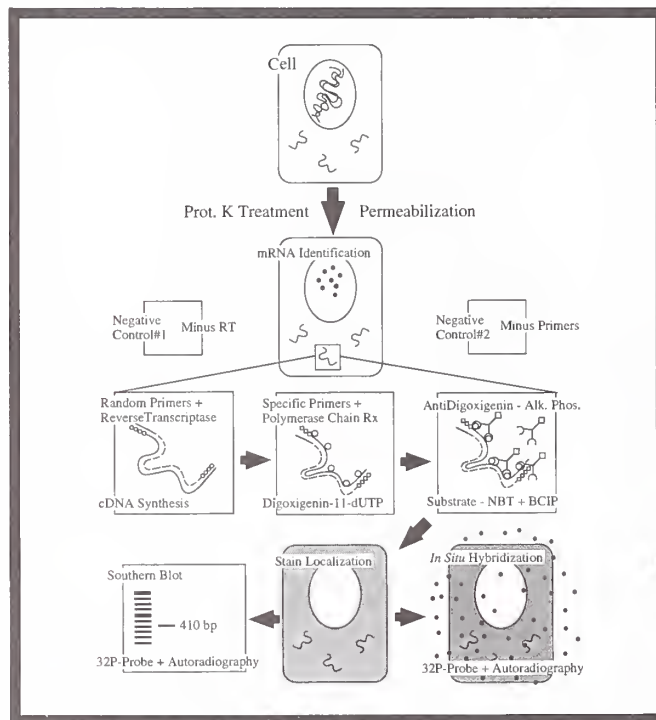 Cell
Prot. K Treatment Permeabilization
mRNA Identification
Negative
Control#1
Minus RT
Negative
Control#2
Minus Primers
Random Primers +
ReverseTranscriptase
cDNA Synthesis
Specific Primers +
Polymerase Chain Rx
Digoxigenin-11-dUTP
AntiDigoxigenin - Alk. Phos.
Substrate - NBT + BCIP
Southern Blot
410 bp
32P-Probe + Autoradiography
Stain Localization
In Situ Hybridization
32P-Probe + Autoradiography